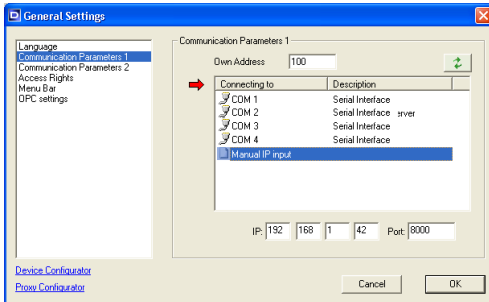 General Settings
Language
Communication Parameters 1
Communication Parameters 2
Access Rights
Menu Bar
OPC settings
Communication Parameters 1
Own Address 100
Connecting to Description
COM 1 Serial Interface
COM 2 Serial Interface erver
COM 3 Serial Interface
COM 4 Serial Interface
Manual IP input
IP: 192 168 1 42 Port: 8000
Device Configurator
Proxy Configurator
Cancel OK